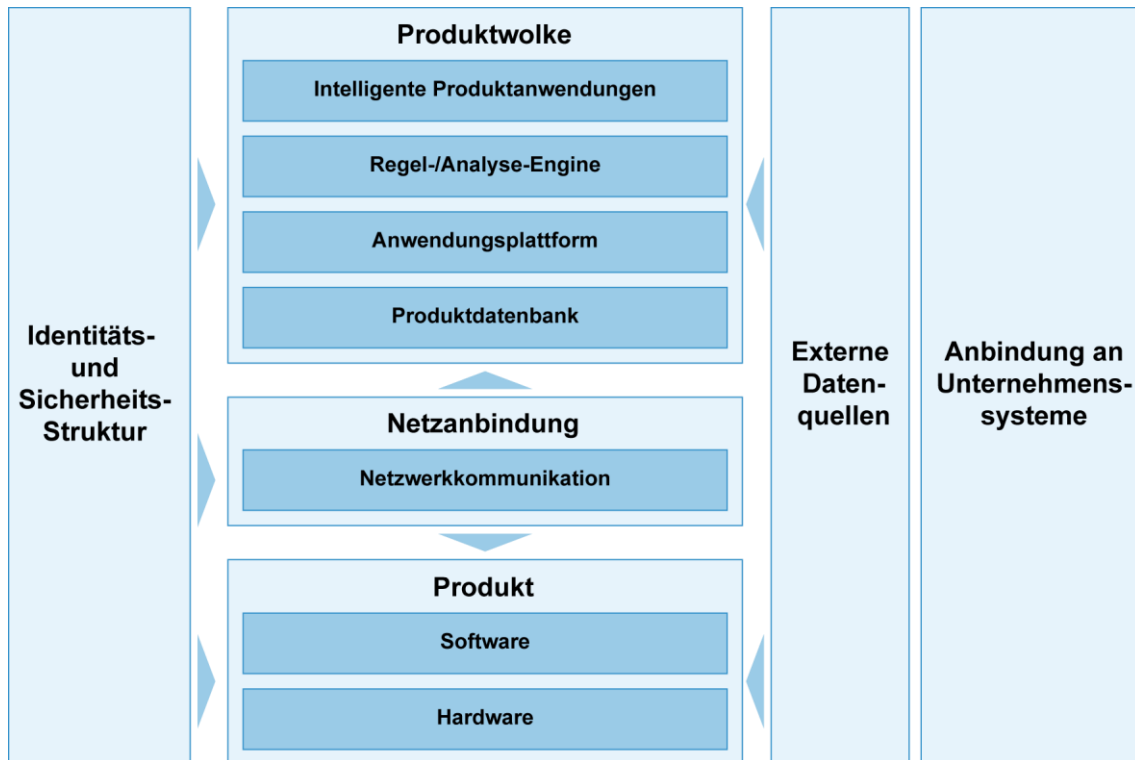 Identitäts-
und
Sicherheits-
Struktur
Produktwolke
Intelligente Produktanwendungen
Regel-/Analyse-Engine
Anwendungsplattform
Produktdatenbank
Netzanbindung
Netzwerkkommunikation
Produkt
Software
Hardware
Externe
Daten-
quellen
Anbindung an
Unternehmens-
systeme